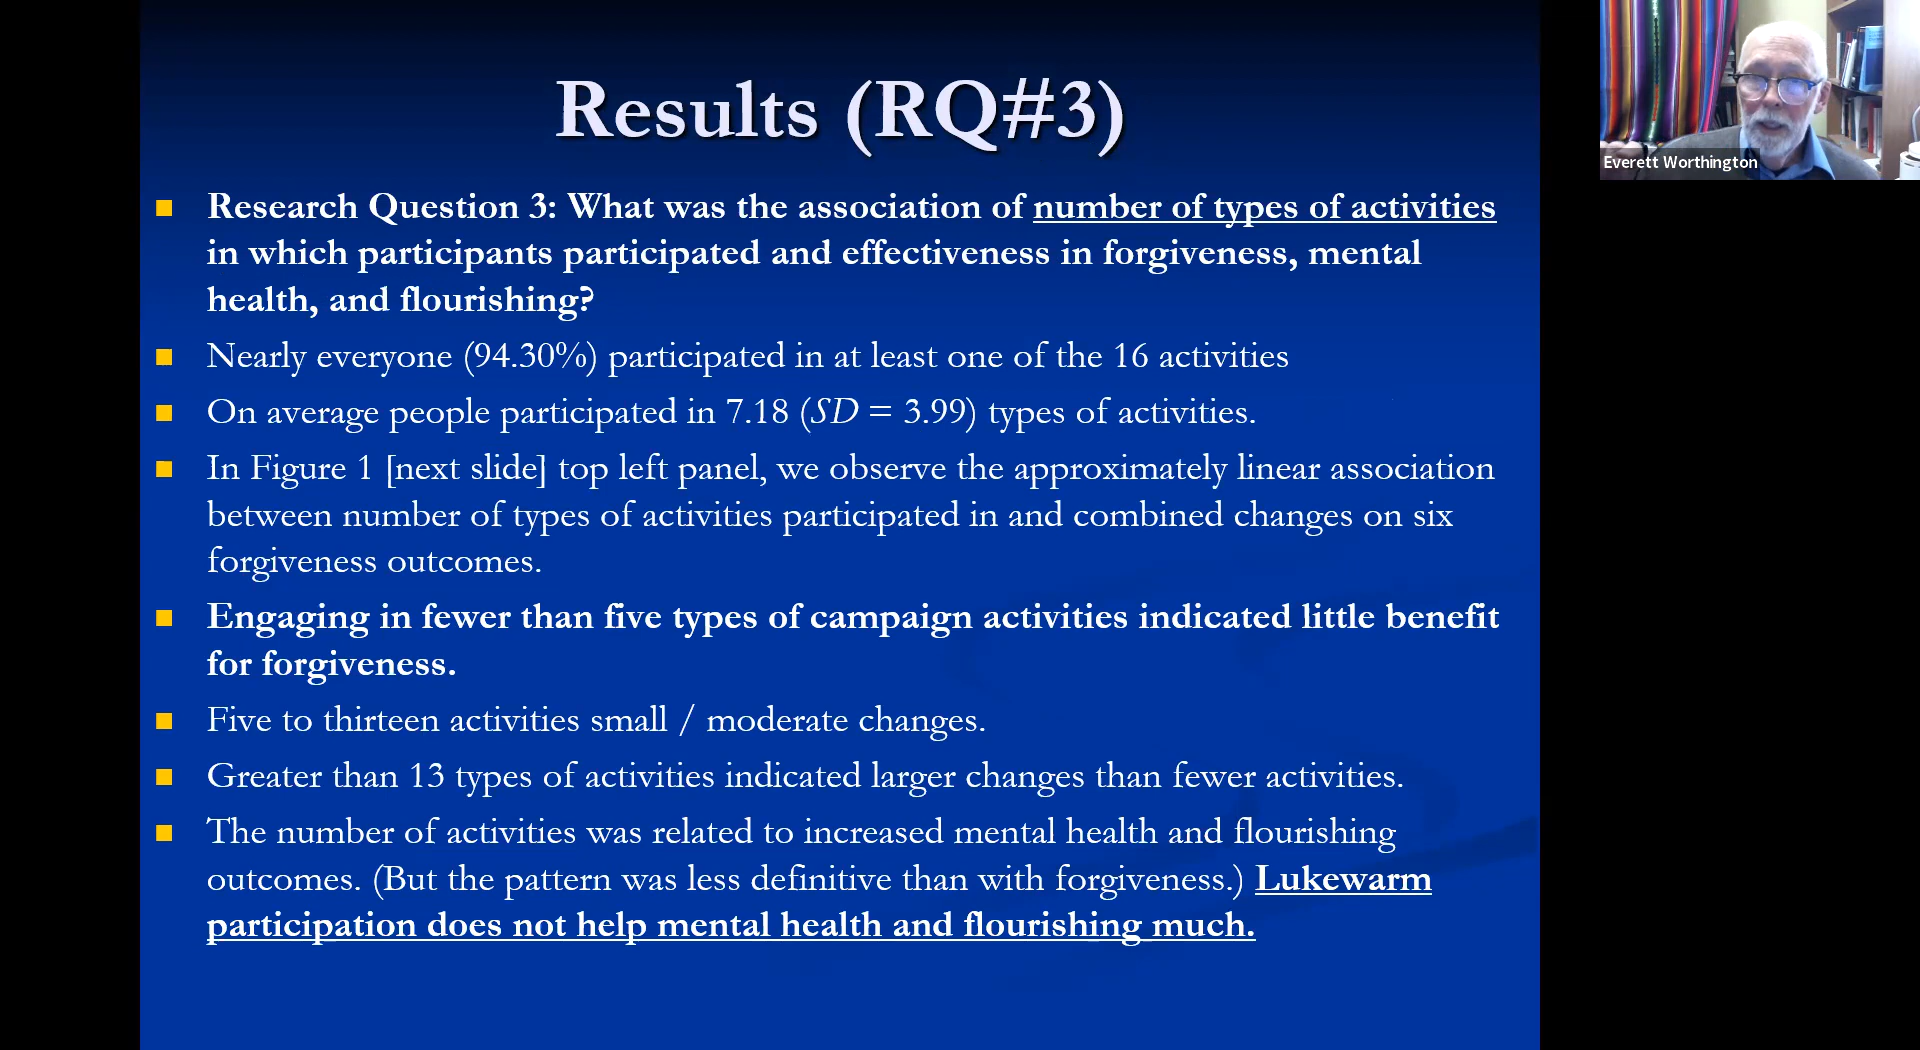 Results (RQ#3)
Research Question 3: What was the association of number of types of activities
in which participants participated and effectiveness in forgiveness, mental
health, and flourishing?
Nearly everyone (94.30%) participated in at least one of the 16 activities
On average people participated in 7.18 (SD = 3.99) types of activities.
In Figure 1 [next slide] top left panel, we observe the approximately linear association
between number of types of activities participated in and combined changes on six
forgiveness outcomes.
Engaging in fewer than five types of campaign activities indicated little benefit
for forgiveness.
Five to thirteen activities small / moderate changes.
Greater than 13 types of activities indicated larger changes than fewer activities.
The number of activities was related to increased mental health and flourishing
outcomes. (But the pattern was less definitive than with forgiveness.) Lukewarm
participation does not help mental health and flourishing much.
Everett Worthington